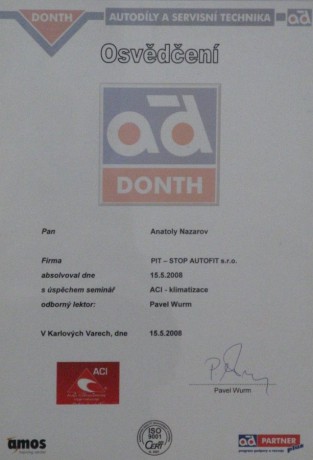 DONTH AUTODÍLY A SERVISNÍ TECHNIKA ad
Osvědčení
ad
DONTH
Pan Anatoly Nazarov
Firma PIT – STOP AUTOFIT s.r.o.
absolvoval dne 15.5.2008
s úspěchem seminář ACI - klimatizace
odborný lektor: Pavel Wurm
V Karlových Varech, dne 15.5.2008
ACI
Pavel Wurm
amos
ISO
9001
CERT
ad PARTNER